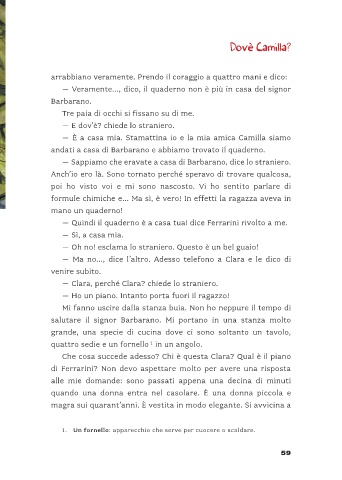 Dov'è Camilla?
arrabbiano veramente. Prendo il coraggio a quattro mani e dico:
— Veramente..., dico, il quaderno non è più in casa del signor
Barbarano.
Tre paia di occhi si fissano su di me.
— E dov'è? chiede lo straniero.
— È a casa mia. Stamattina io e la mia amica Camilla siamo
andati a casa di Barbarano e abbiamo trovato il quaderno.
— Sappiamo che eravate a casa di Barbarano, dice lo straniero.
Anch'io ero là. Sono tornato perché speravo di trovare qualcosa,
poi ho visto voi e mi sono nascosto. Vi ho sentito parlare di
formule chimiche e... Ma sì, è vero! In effetti la ragazza aveva in
mano un quaderno!
— Quindi il quaderno è a casa tua! dice Ferrarini rivolto a me.
— Sì, a casa mia.
— Oh no! esclama lo straniero. Questo è un bel guaio!
— Ma no..., dice l'altro. Adesso telefono a Clara e le dico di
venire subito.
— Clara, perché Clara? chiede lo straniero.
— Ho un piano. Intanto porta fuori il ragazzo!
Mi fanno uscire dalla stanza buia. Non ho neppure il tempo di
salutare il signor Barbarano. Mi portano in una stanza molto
grande, una specie di cucina dove ci sono soltanto un tavolo,
quattro sedie e un fornello¹ in un angolo.
Che cosa succede adesso? Chi è questa Clara? Qual è il piano
di Ferrarini? Non devo aspettare molto per avere una risposta
alle mie domande: sono passati appena una decina di minuti
quando una donna entra nel casolare. È una donna piccola e
magra sui quarant'anni. È vestita in modo elegante. Si avvicina a
1. Un fornello: apparecchio che serve per cuocere o scaldare.
59